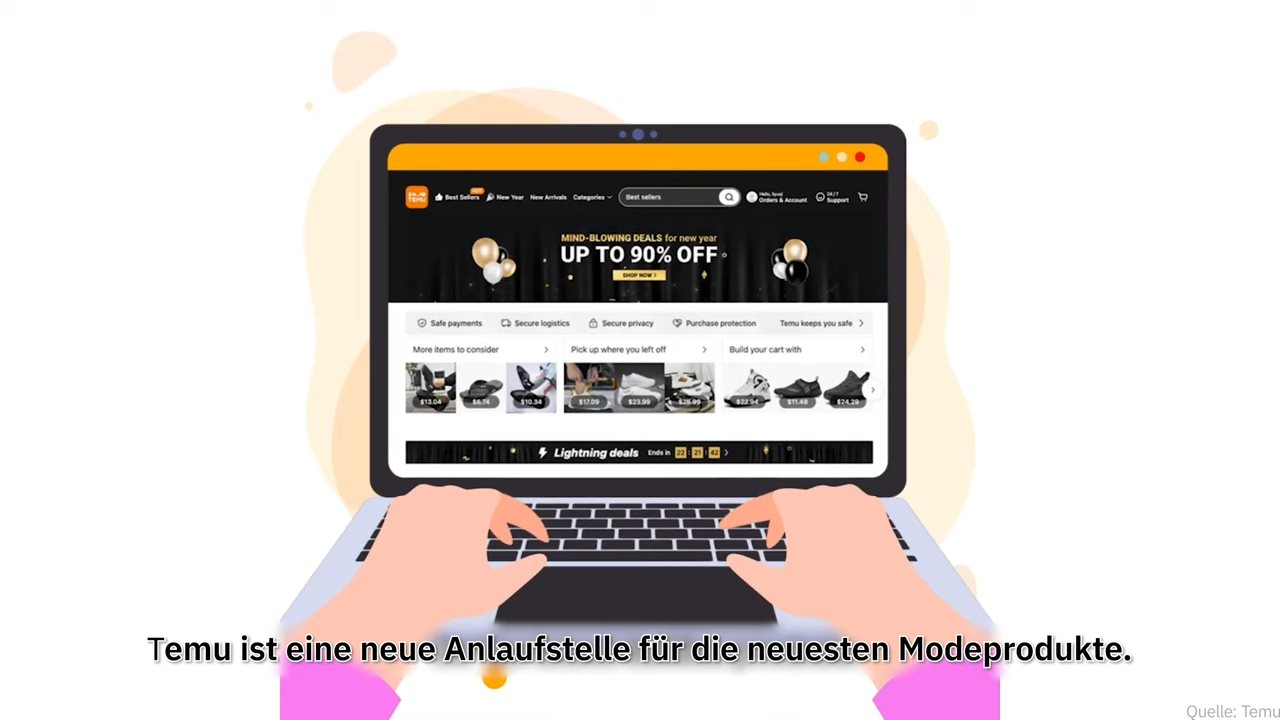 TEMU
Best Sellers
New Year
New Arrivals
Categories
Best sellers
Orders & Account
24/7
Support
MIND-BLOWING DEALS for new year
UP TO 90% OFF
SHOP NOW
Safe payments
Secure logistics
Secure privacy
Purchase protection
Temu keeps you safe
More items to consider
Pick up where you left off
Build your cart with
$13.04
$6.74
$10.34
$17.09
$23.99
$22.94
$11.48
$24.29
Lightning deals
Ends in 22 : 21 : 42
Temu ist eine neue Anlaufstelle für die neuesten Modeprodukte.
Quelle: Temu